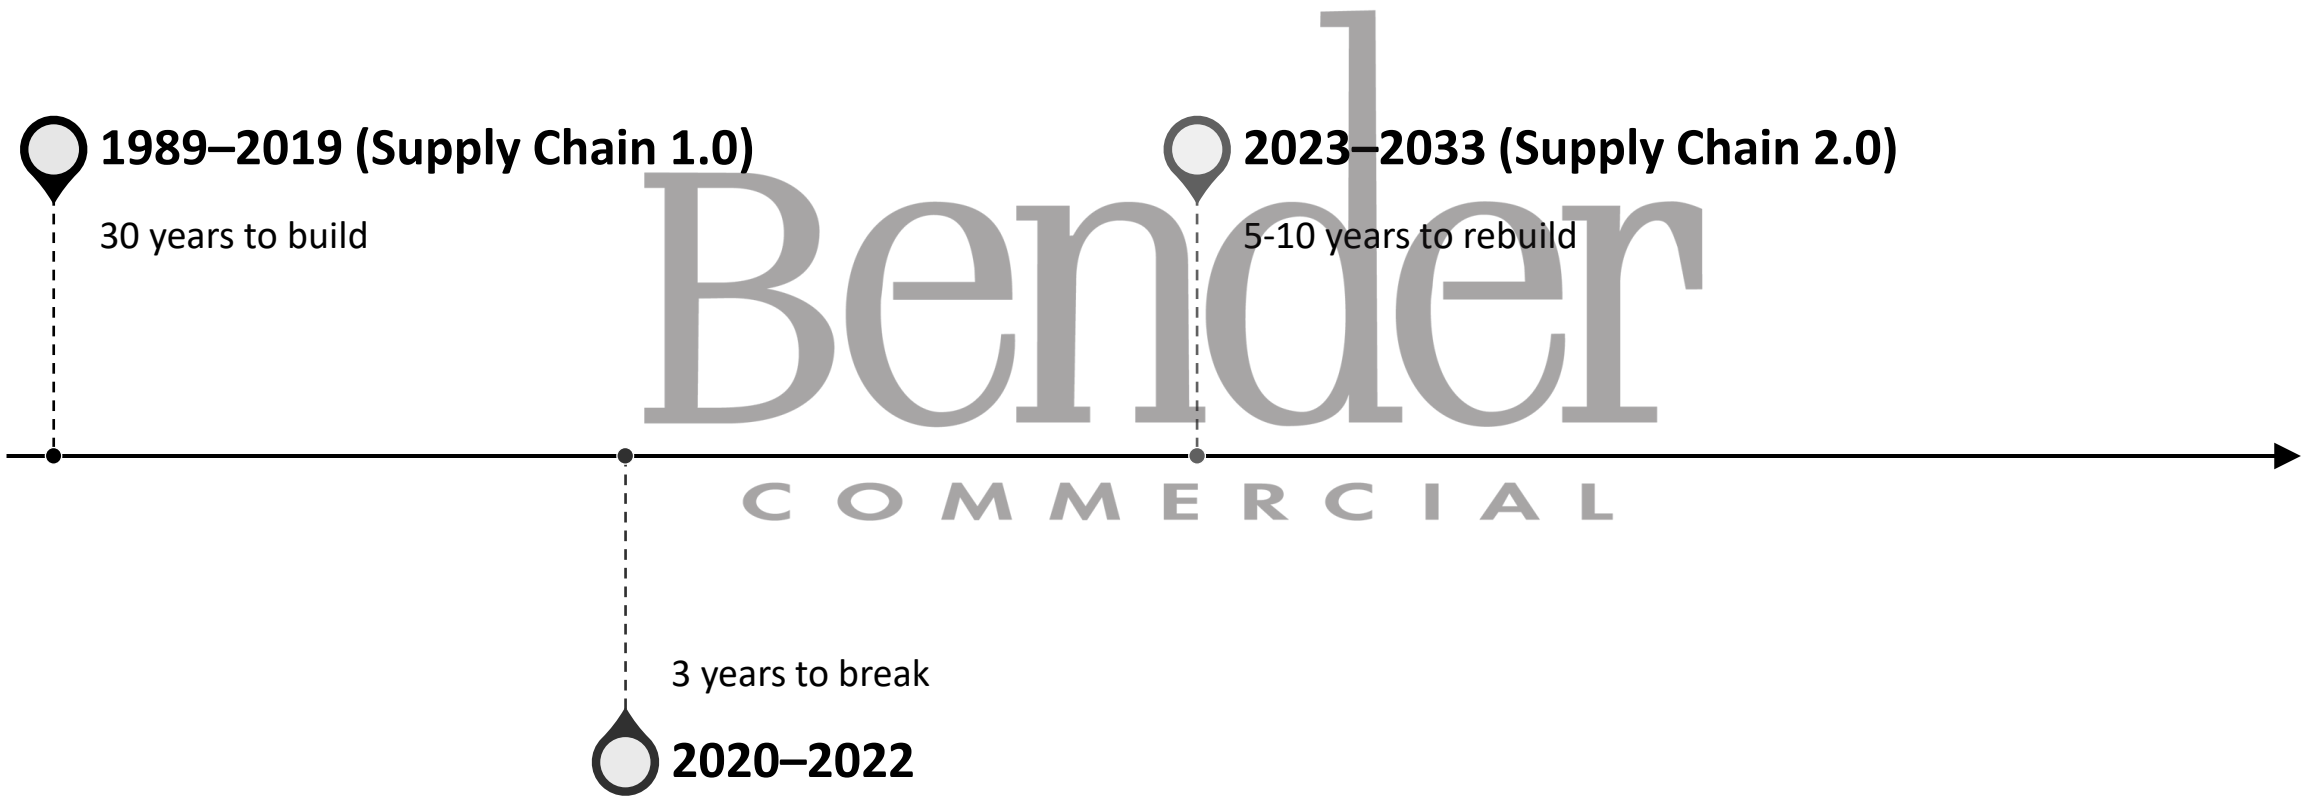 1989–2019 (Supply Chain 1.0)
30 years to build
2023–2033 (Supply Chain 2.0)
5-10 years to rebuild
Bender
COMMERCIAL
3 years to break
2020–2022